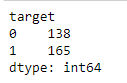 target
0    138
1    165
dtype: int64